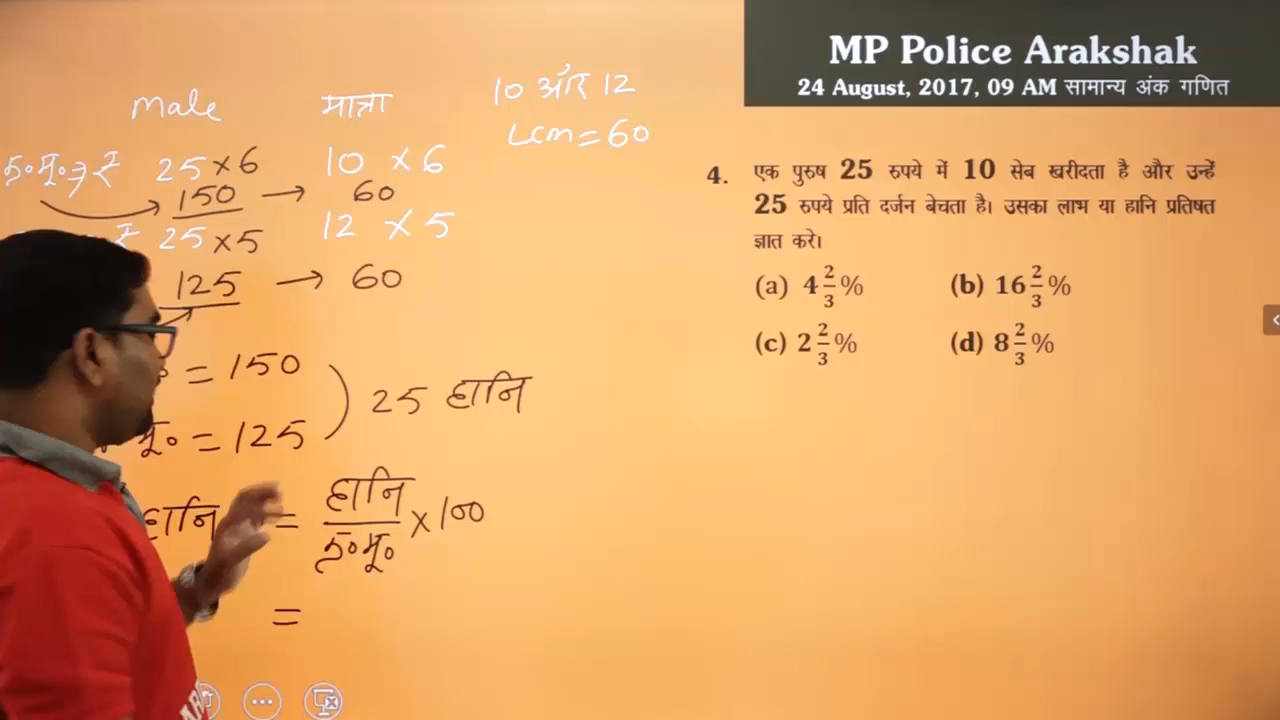 MP Police Arakshak
24 August, 2017, 09 AM सामान्य अंक गणित
4. एक पुरुष 25 रुपये में 10 सेब खरीदता है और उन्हें
25 रुपये प्रति दर्जन बेचता है। उसका लाभ या हानि प्रतिषत
ज्ञात करे।
(a) 4 2/3 % (b) 16 2/3 %
(c) 2 2/3 % (d) 8 2/3 %
male मात्रा
10 और 12
Lcm = 60
क्र०मू० ⇒ ₹ 25 × 6 10 × 6
150 → 60
₹ 25 × 5 12 × 5
125 → 60
= 150
मू० = 125
) 25 हानि
हानि = हानि/क्र०मू० × 100
=